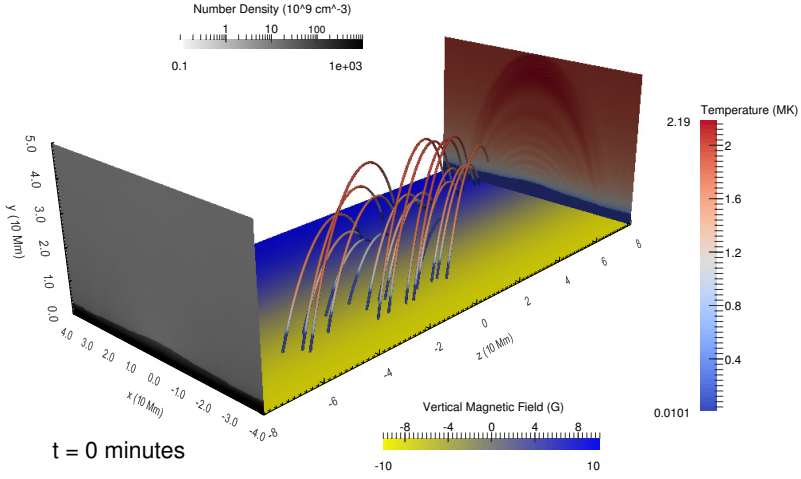 Number Density (10^9 cm^-3)
1 10 100
0.1 1e+03
Temperature (MK)
2.19
2
1.6
1.2
0.8
0.4
0.0101
5.0
4.0
3.0
2.0
1.0
0.0
y (10 Mm)
4.0 3.0 2.0 1.0 0.0 -1.0 -2.0 -3.0 -4.0
x (10 Mm)
-8 -6 -4 -2 0 2 4 6 8
z (10 Mm)
Vertical Magnetic Field (G)
-8 -4 0 4 8
-10 10
t = 0 minutes